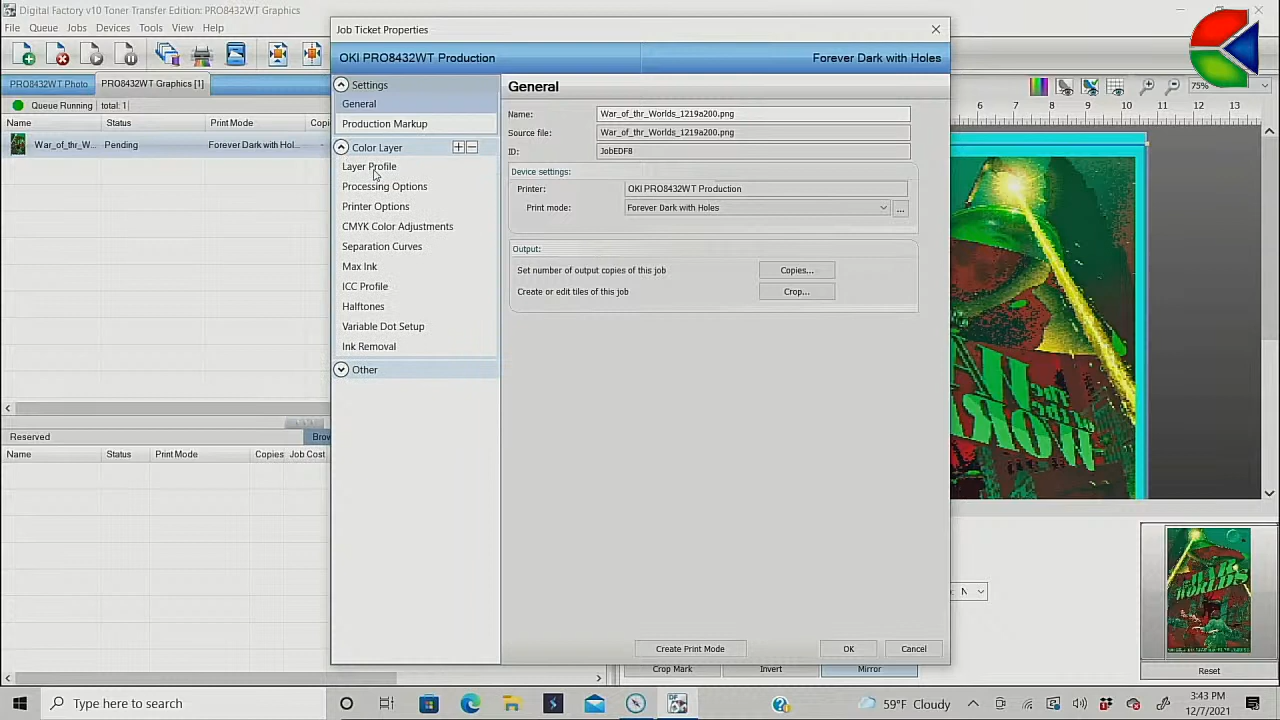 Digital Factory v10 Toner Transfer Edition: PRO8432WT Graphics
File Queue Jobs Devices Tools View Help
PRO8432WT Photo PRO8432WT Graphics [1]
Queue Running total: 1
Name Status Print Mode Copi
War_of_thr_W... Pending Forever Dark with Hol... -
Reserved Brow
Name Status Print Mode Copies Job Cost
Job Ticket Properties
OKI PRO8432WT Production Forever Dark with Holes
Settings
General
Production Markup
Color Layer
Layer Profile
Processing Options
Printer Options
CMYK Color Adjustments
Separation Curves
Max Ink
ICC Profile
Halftones
Variable Dot Setup
Ink Removal
Other
General
Name: War_of_thr_Worlds_1219a200.png
Source file: War_of_thr_Worlds_1219a200.png
ID: JobEDF8
Device settings:
Printer: OKI PRO8432WT Production
Print mode: Forever Dark with Holes ...
Output:
Set number of output copies of this job Copies...
Create or edit tiles of this job Crop...
Create Print Mode OK Cancel
75%
6 7 8 9 10 11 12 13
: N
Crop Mark Invert Mirror
WAR
WORLDS
Reset
Type here to search
59°F Cloudy
3:43 PM
12/7/2021